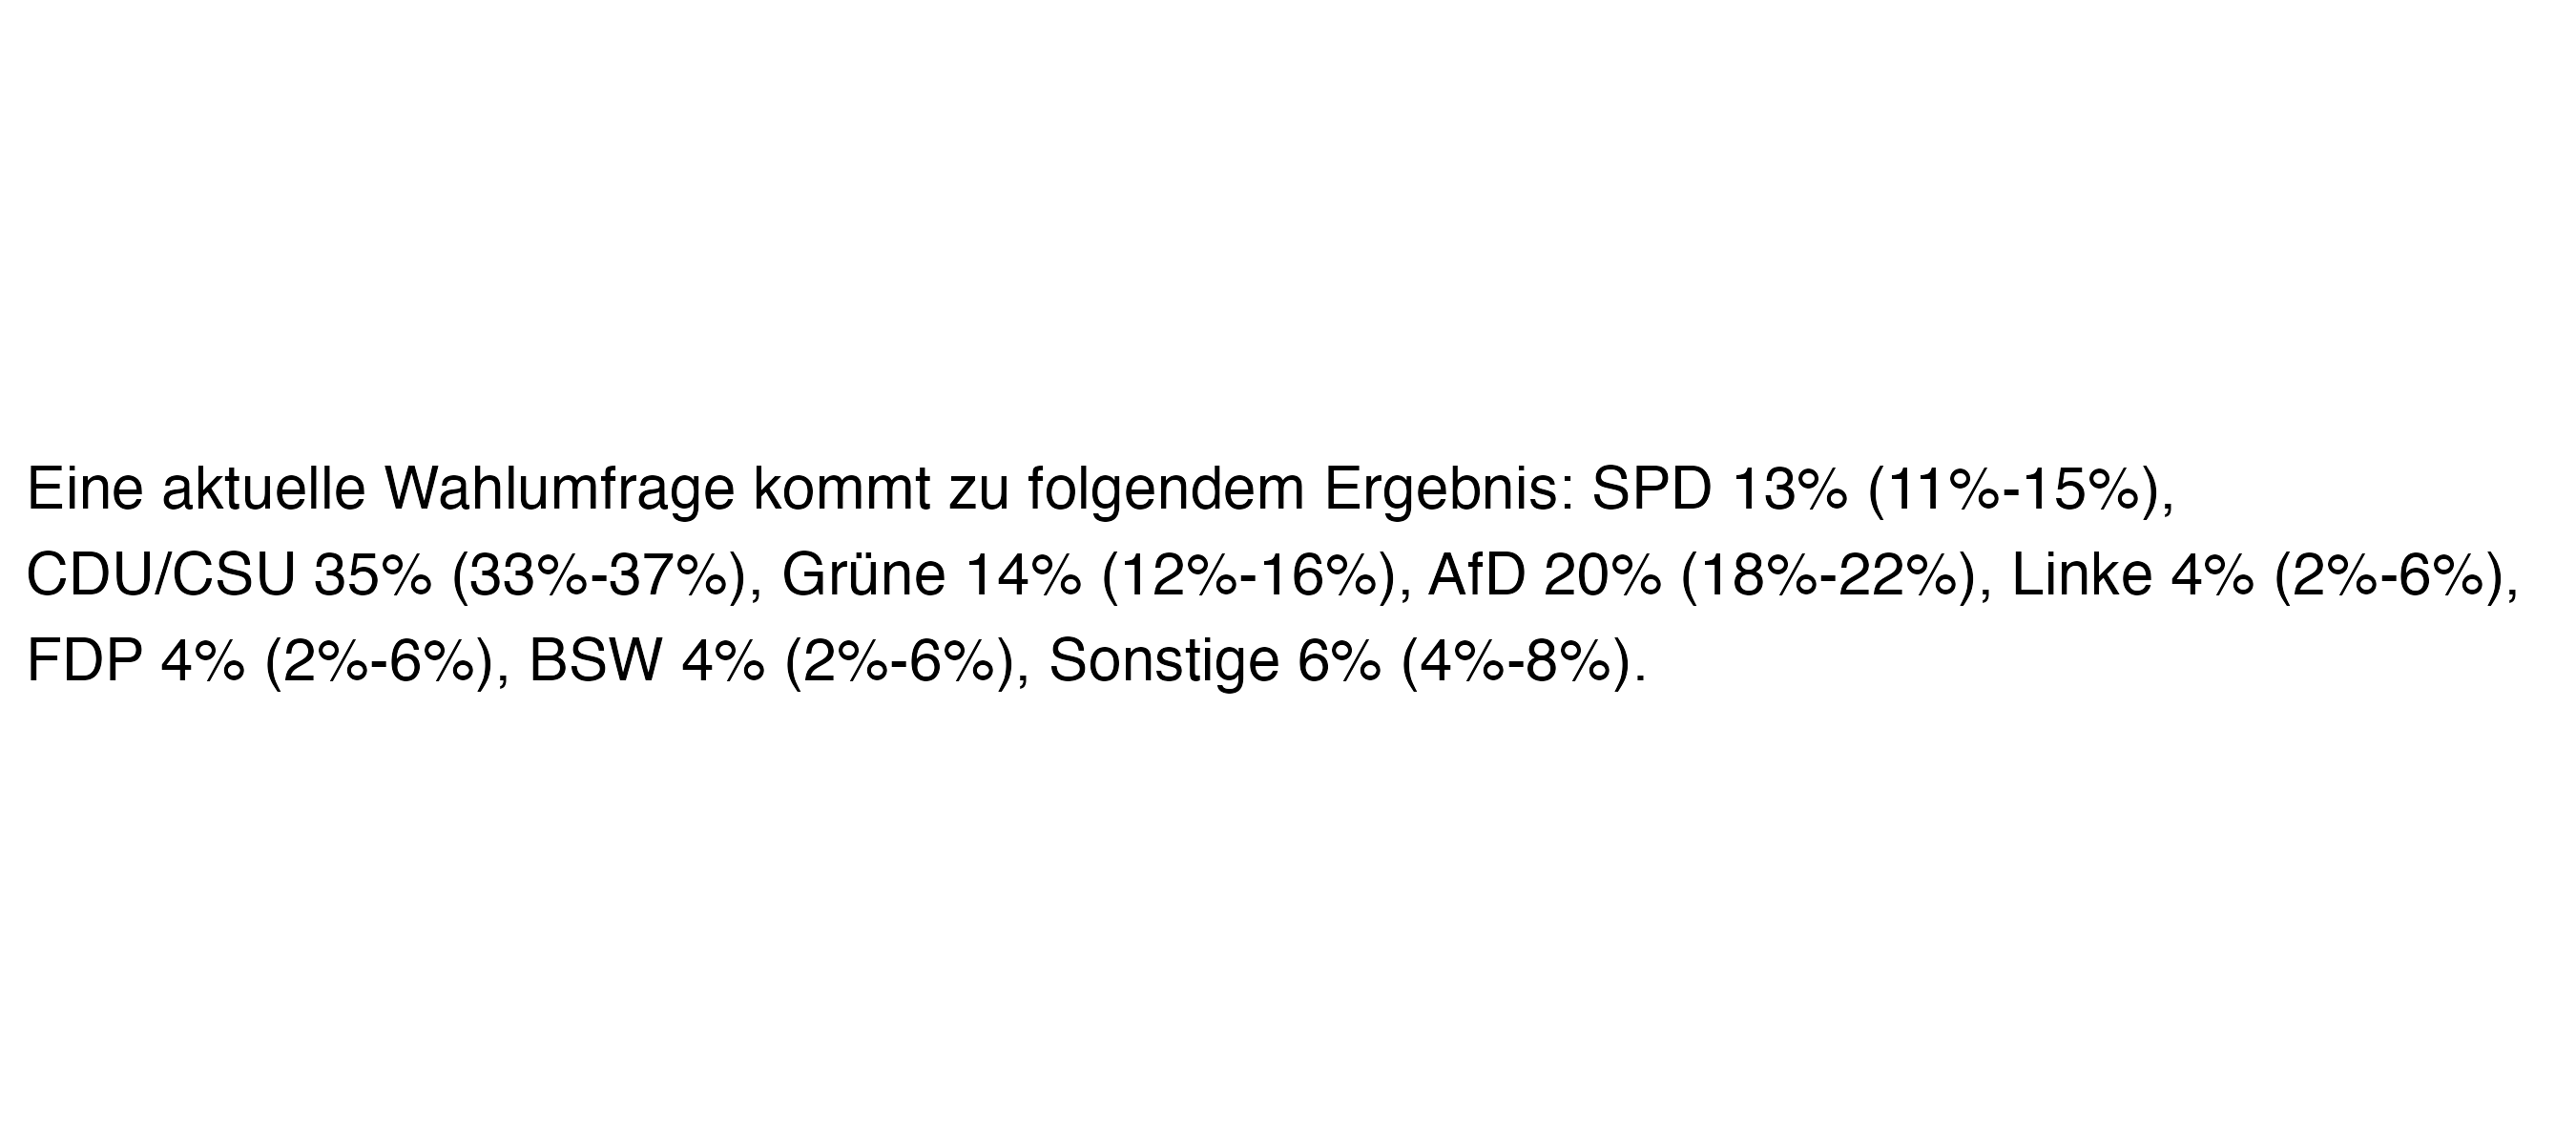 Eine aktuelle Wahlumfrage kommt zu folgendem Ergebnis: SPD 13% (11%-15%),
CDU/CSU 35% (33%-37%), Grüne 14% (12%-16%), AfD 20% (18%-22%), Linke 4% (2%-6%),
FDP 4% (2%-6%), BSW 4% (2%-6%), Sonstige 6% (4%-8%).